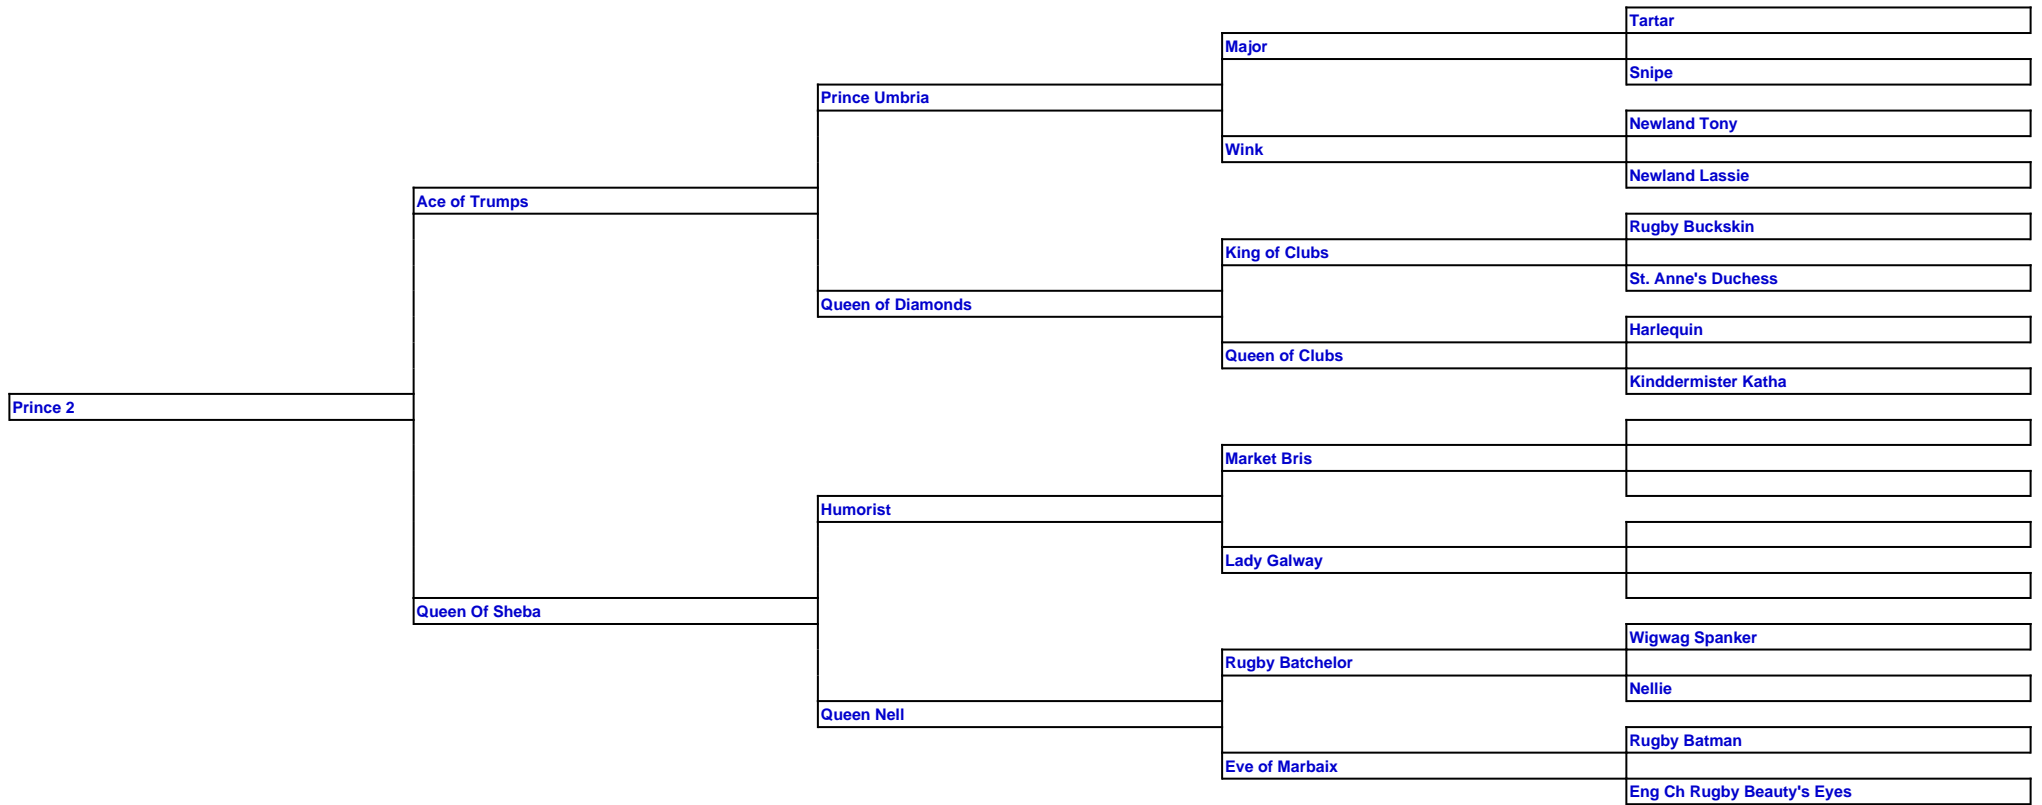 Tartar
Major
Snipe
Prince Umbria
Newland Tony
Wink
Newland Lassie
Ace of Trumps
Rugby Buckskin
King of Clubs
St. Anne's Duchess
Queen of Diamonds
Harlequin
Queen of Clubs
Kinddermister Katha
Prince 2
Market Bris
Humorist
Lady Galway
Queen Of Sheba
Wigwag Spanker
Rugby Batchelor
Nellie
Queen Nell
Rugby Batman
Eve of Marbaix
Eng Ch Rugby Beauty's Eyes